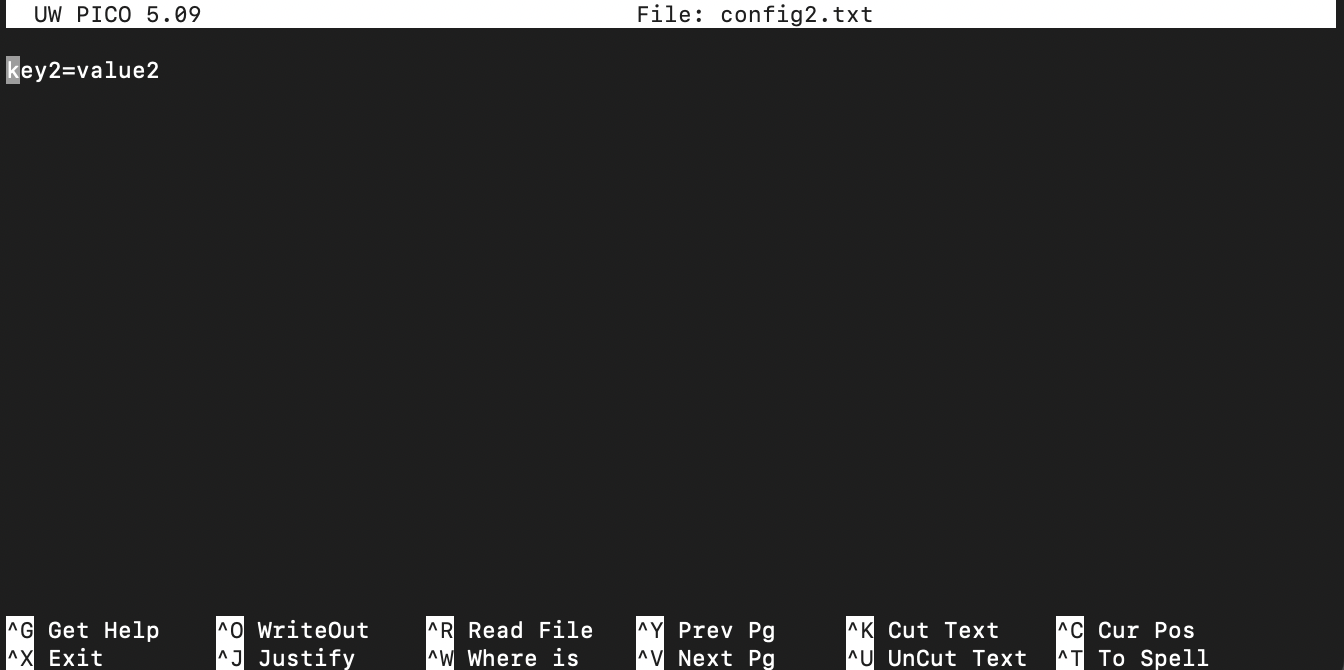 UW PICO 5.09 File: config2.txt
key2=value2
^G Get Help ^O WriteOut ^R Read File ^Y Prev Pg ^K Cut Text ^C Cur Pos
^X Exit ^J Justify ^W Where is ^V Next Pg ^U UnCut Text ^T To Spell